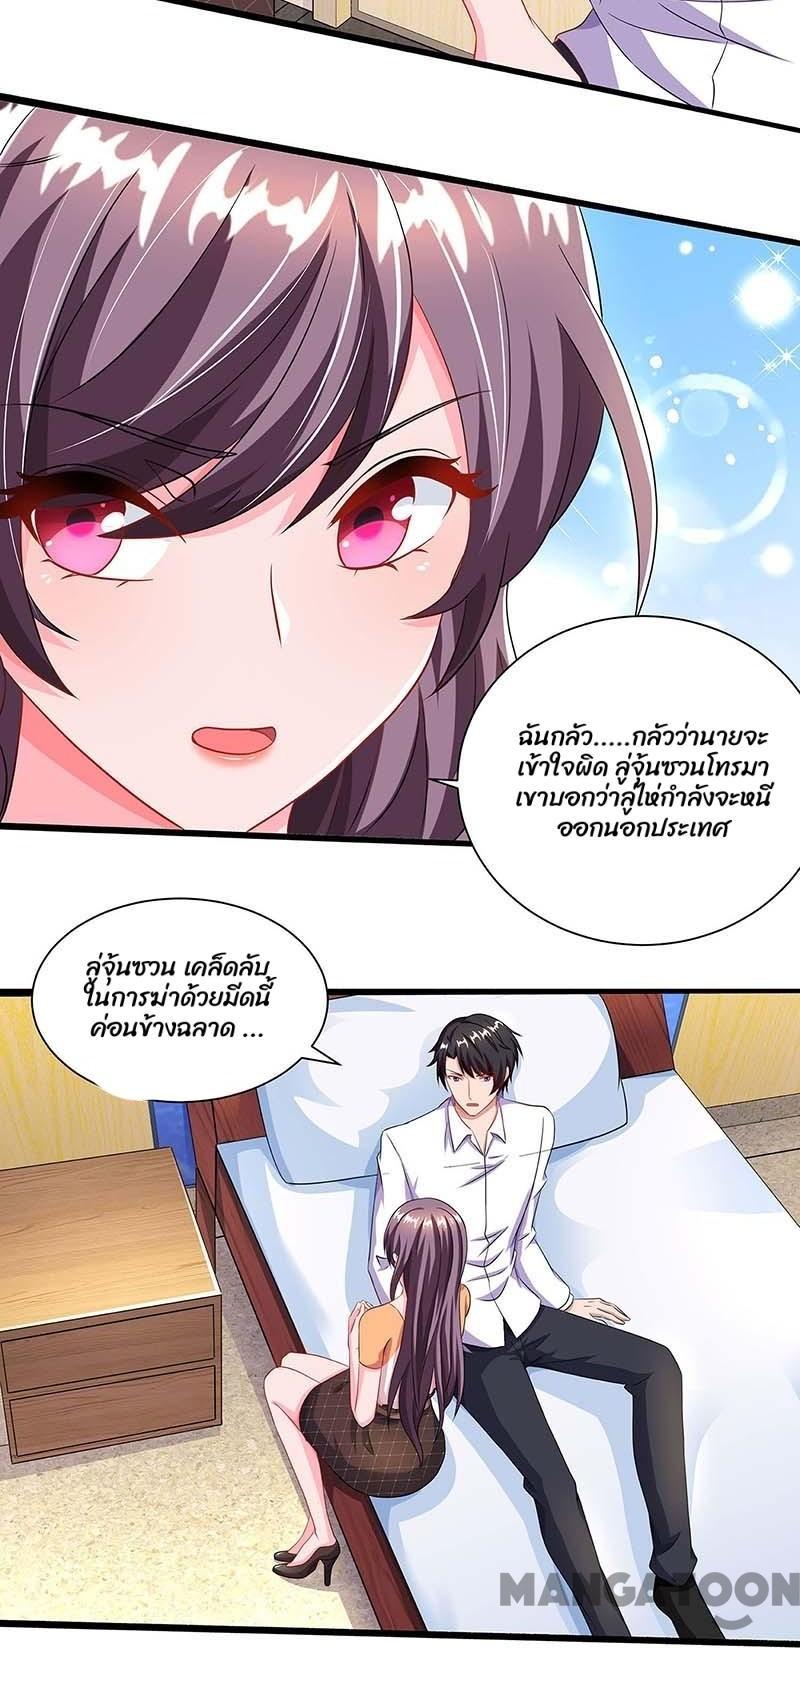 ฉันกลัว.....กลัวว่านายจะ
เข้าใจผิด ลู่จุ้นซวนโทรมา
เขาบอกว่าลู่ไห่กำลังจะหนี
ออกนอกประเทศ
ลู่จุ้นซวน เคล็ดลับ
ในการฆ่าด้วยมีดนี้
ค่อนข้างฉลาด ...
MANGATOON